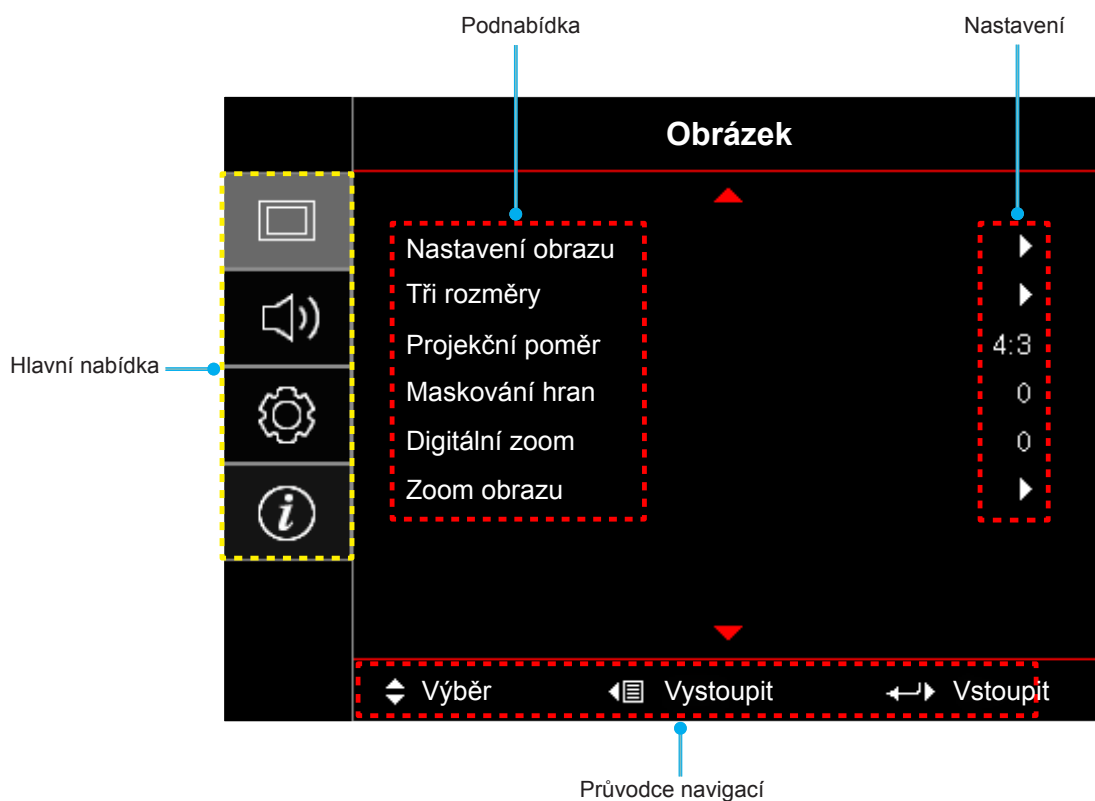 Podnabídka
Nastavení
Obrázek
Nastavení obrazu
Tři rozměry
Projekční poměr 4:3
Maskování hran 0
Digitální zoom 0
Zoom obrazu
Hlavní nabídka
i
Výběr Vystoupit Vstoupit
Průvodce navigací